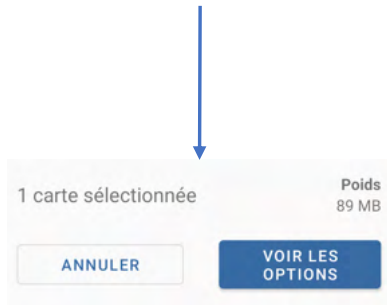 1 carte sélectionnée
Poids
89 MB
ANNULER
VOIR LES
OPTIONS